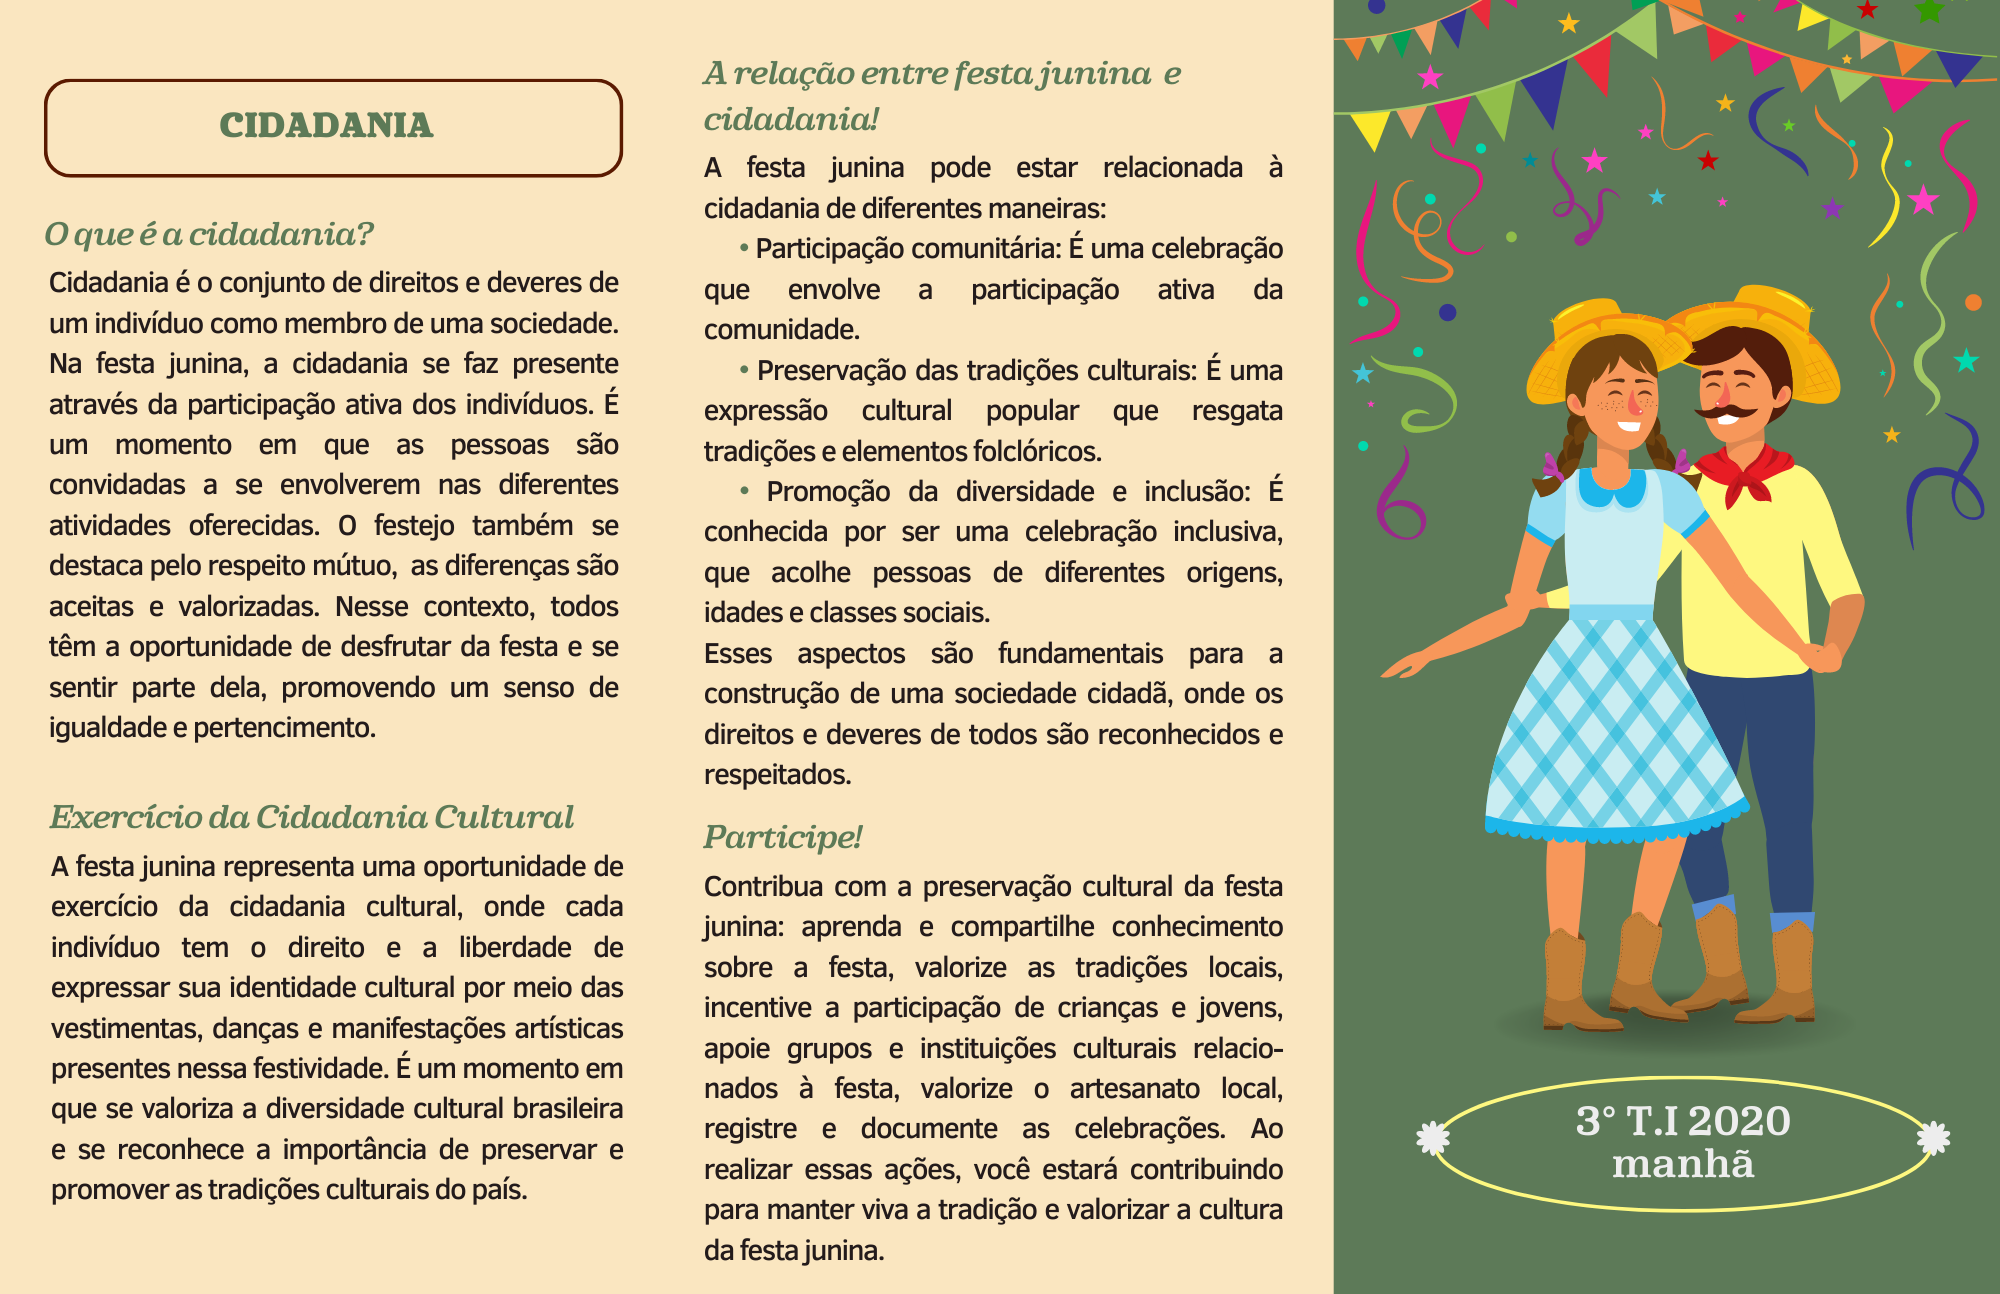 CIDADANIA
O que é a cidadania?
Cidadania é o conjunto de direitos e deveres de
um indivíduo como membro de uma sociedade.
Na festa junina, a cidadania se faz presente
através da participação ativa dos indivíduos. É
um momento em que as pessoas são
convidadas a se envolverem nas diferentes
atividades oferecidas. O festejo também se
destaca pelo respeito mútuo, as diferenças são
aceitas e valorizadas. Nesse contexto, todos
têm a oportunidade de desfrutar da festa e se
sentir parte dela, promovendo um senso de
igualdade e pertencimento.
Exercício da Cidadania Cultural
A festa junina representa uma oportunidade de
exercício da cidadania cultural, onde cada
indivíduo tem o direito e a liberdade de
expressar sua identidade cultural por meio das
vestimentas, danças e manifestações artísticas
presentes nessa festividade. É um momento em
que se valoriza a diversidade cultural brasileira
e se reconhece a importância de preservar e
promover as tradições culturais do país.
A relação entre festa junina e
cidadania!
A festa junina pode estar relacionada à
cidadania de diferentes maneiras:
• Participação comunitária: É uma celebração
que envolve a participação ativa da
comunidade.
• Preservação das tradições culturais: É uma
expressão cultural popular que resgata
tradições e elementos folclóricos.
• Promoção da diversidade e inclusão: É
conhecida por ser uma celebração inclusiva,
que acolhe pessoas de diferentes origens,
idades e classes sociais.
Esses aspectos são fundamentais para a
construção de uma sociedade cidadã, onde os
direitos e deveres de todos são reconhecidos e
respeitados.
Participe!
Contribua com a preservação cultural da festa
junina: aprenda e compartilhe conhecimento
sobre a festa, valorize as tradições locais,
incentive a participação de crianças e jovens,
apoie grupos e instituições culturais relacio-
nados à festa, valorize o artesanato local,
registre e documente as celebrações. Ao
realizar essas ações, você estará contribuindo
para manter viva a tradição e valorizar a cultura
da festa junina.
3° T.I 2020
manhã